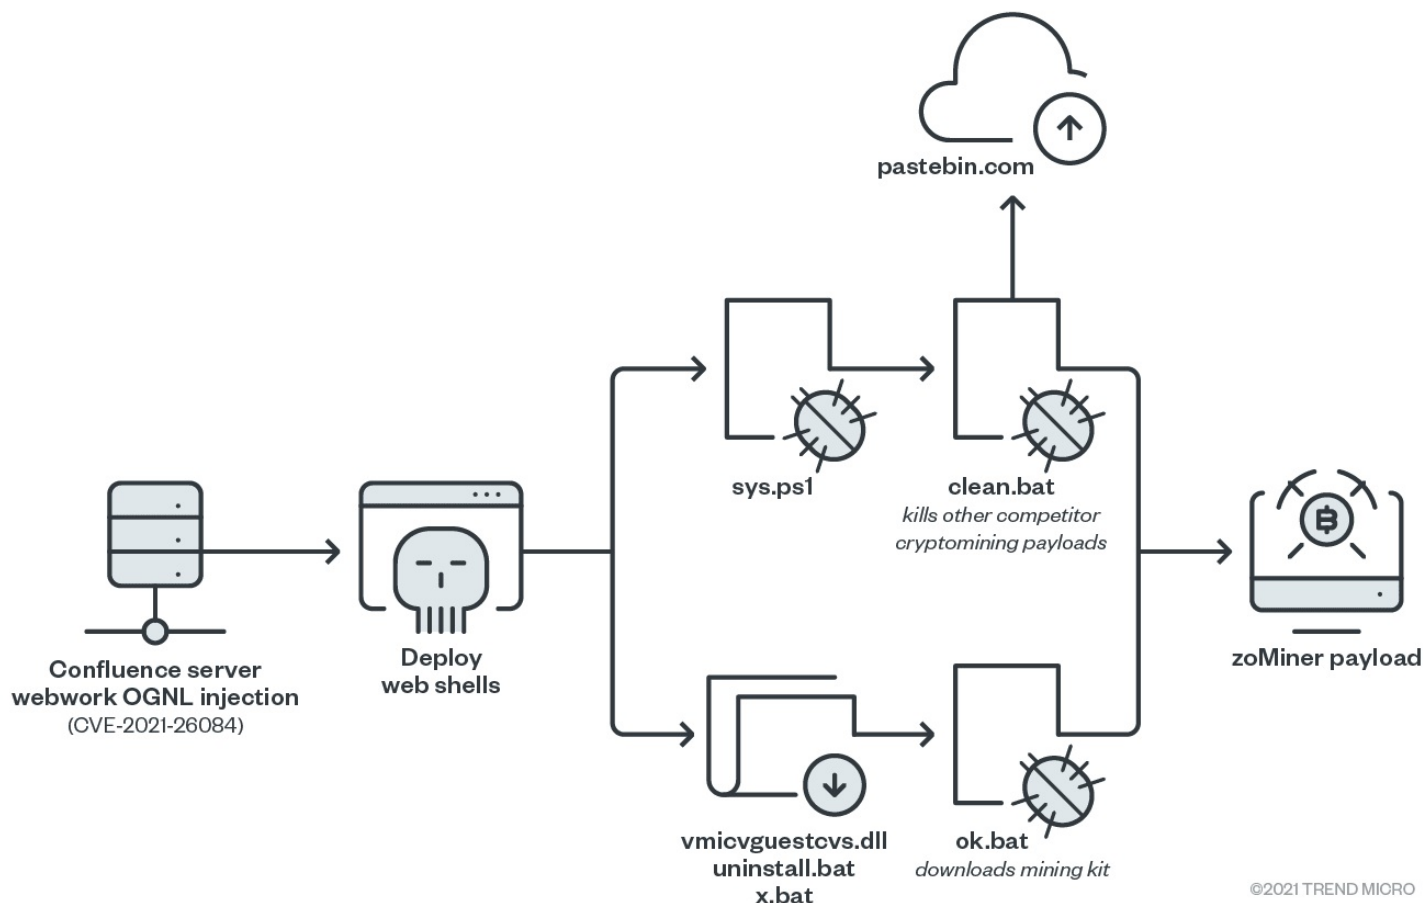 pastebin.com
sys.ps1
clean.bat
kills other competitor
cryptomining payloads
Confluence server
webwork OGNL injection
(CVE-2021-26084)
Deploy
web shells
zoMiner payload
vmicvguestcvs.dll
uninstall.bat
x.bat
ok.bat
downloads mining kit
©2021 TREND MICRO